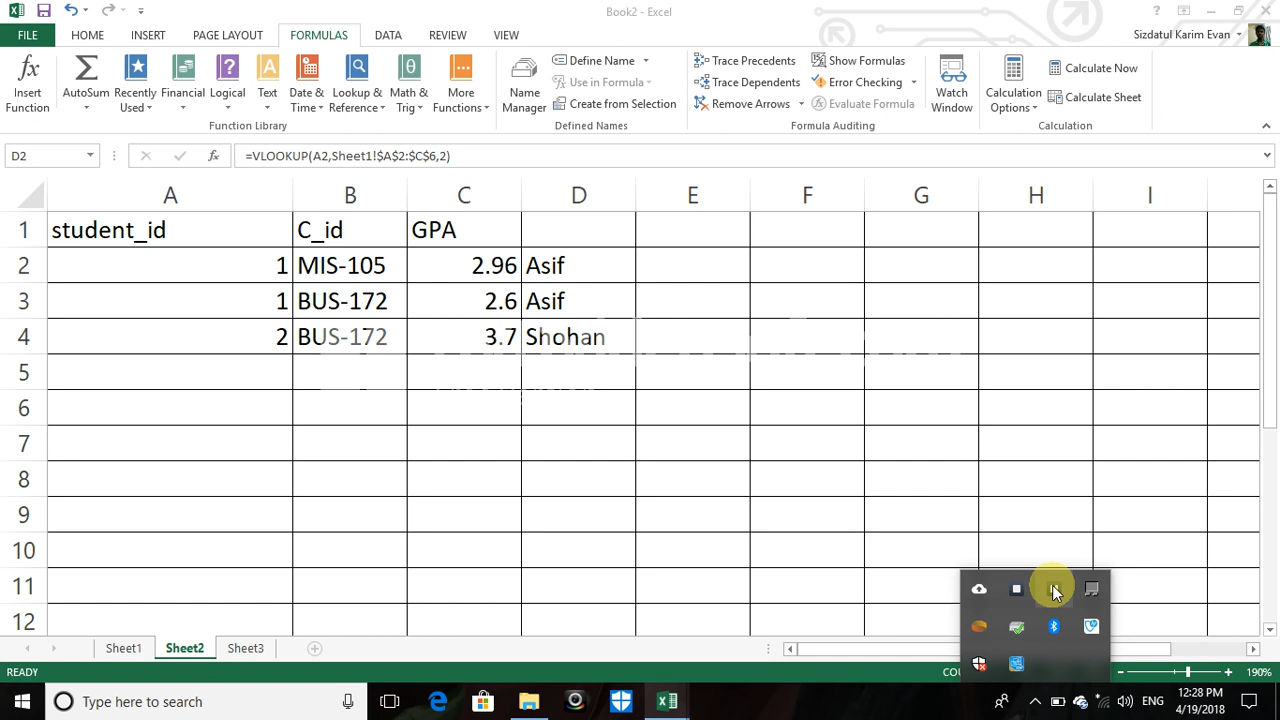 Book2 - Excel
FILE HOME INSERT PAGE LAYOUT FORMULAS DATA REVIEW VIEW Sizdatul Karim Evan
Insert Function
AutoSum
Recently Used
Financial
Logical
Text
Date & Time
Lookup & Reference
Math & Trig
More Functions
Function Library
Name Manager
Define Name
Use in Formula
Create from Selection
Defined Names
Trace Precedents
Trace Dependents
Remove Arrows
Show Formulas
Error Checking
Evaluate Formula
Formula Auditing
Watch Window
Calculation Options
Calculate Now
Calculate Sheet
Calculation
D2 fx =VLOOKUP(A2,Sheet1!$A$2:$C$6,2)
A B C D E F G H I
1 student_id C_id GPA
2 1 MIS-105 2.96 Asif
3 1 BUS-172 2.6 Asif
4 2 BUS-172 3.7 Shohan
5
6
7
8
9
10
11
12
Sheet1 Sheet2 Sheet3
READY 190%
Type here to search
ENG
12:28 PM
4/19/2018